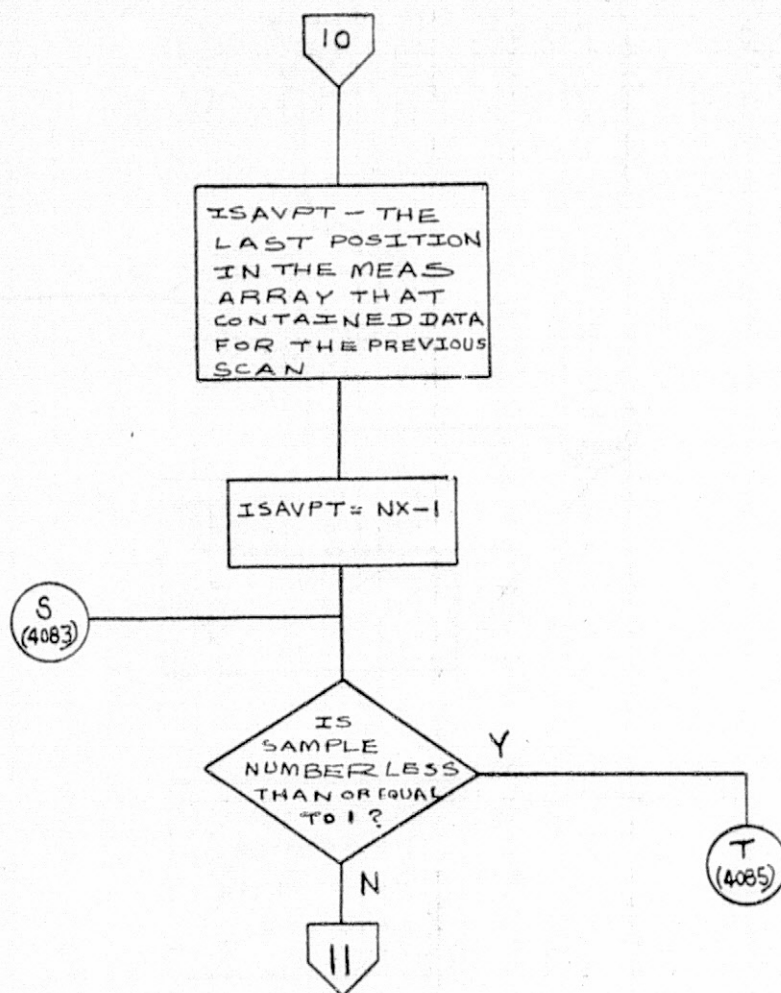 10
ISAVPT - THE
LAST POSITION
IN THE MEAS
ARRAY THAT
CONTAINED DATA
FOR THE PREVIOUS
SCAN
ISAVPT = NX-1
S
(4083)
IS
SAMPLE
NUMBER LESS
THAN OR EQUAL
TO 1 ?
Y
T
(4085)
N
11